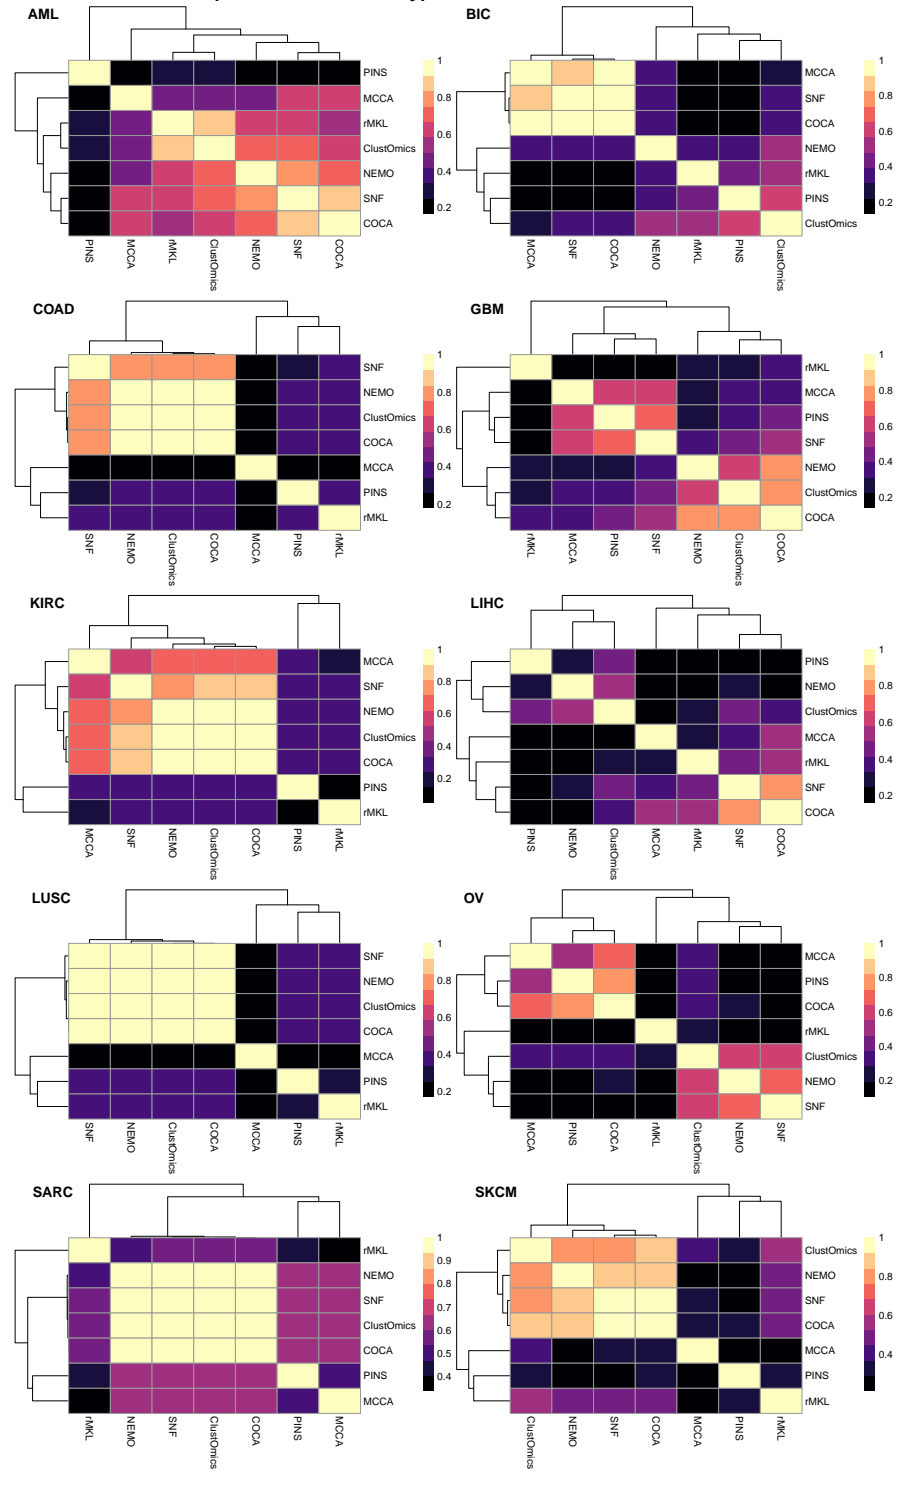 AML
PINS
MCCA
rMKL
ClustOmics
NEMO
SNF
COCA
PINS
MCCA
rMKL
ClustOmics
NEMO
SNF
COCA
1
0.8
0.6
0.4
0.2
BIC
MCCA
SNF
COCA
NEMO
rMKL
PINS
ClustOmics
MCCA
SNF
COCA
NEMO
rMKL
PINS
ClustOmics
1
0.8
0.6
0.4
0.2
COAD
SNF
NEMO
ClustOmics
COCA
MCCA
PINS
rMKL
SNF
NEMO
ClustOmics
COCA
MCCA
PINS
rMKL
1
0.8
0.6
0.4
0.2
GBM
rMKL
MCCA
PINS
SNF
NEMO
ClustOmics
COCA
rMKL
MCCA
PINS
SNF
NEMO
ClustOmics
COCA
1
0.8
0.6
0.4
0.2
KIRC
MCCA
SNF
NEMO
ClustOmics
COCA
PINS
rMKL
MCCA
SNF
NEMO
ClustOmics
COCA
PINS
rMKL
1
0.8
0.6
0.4
0.2
LIHC
PINS
NEMO
ClustOmics
MCCA
rMKL
SNF
COCA
PINS
NEMO
ClustOmics
MCCA
rMKL
SNF
COCA
1
0.8
0.6
0.4
0.2
LUSC
SNF
NEMO
ClustOmics
COCA
MCCA
PINS
rMKL
SNF
NEMO
ClustOmics
COCA
MCCA
PINS
rMKL
1
0.8
0.6
0.4
0.2
OV
MCCA
PINS
COCA
rMKL
ClustOmics
NEMO
SNF
MCCA
PINS
COCA
rMKL
ClustOmics
NEMO
SNF
1
0.8
0.6
0.4
0.2
SARC
rMKL
NEMO
SNF
ClustOmics
COCA
PINS
MCCA
rMKL
NEMO
SNF
ClustOmics
COCA
PINS
MCCA
1
0.9
0.8
0.7
0.6
0.5
0.4
SKCM
ClustOmics
NEMO
SNF
COCA
MCCA
PINS
rMKL
ClustOmics
NEMO
SNF
COCA
MCCA
PINS
rMKL
1
0.8
0.6
0.4